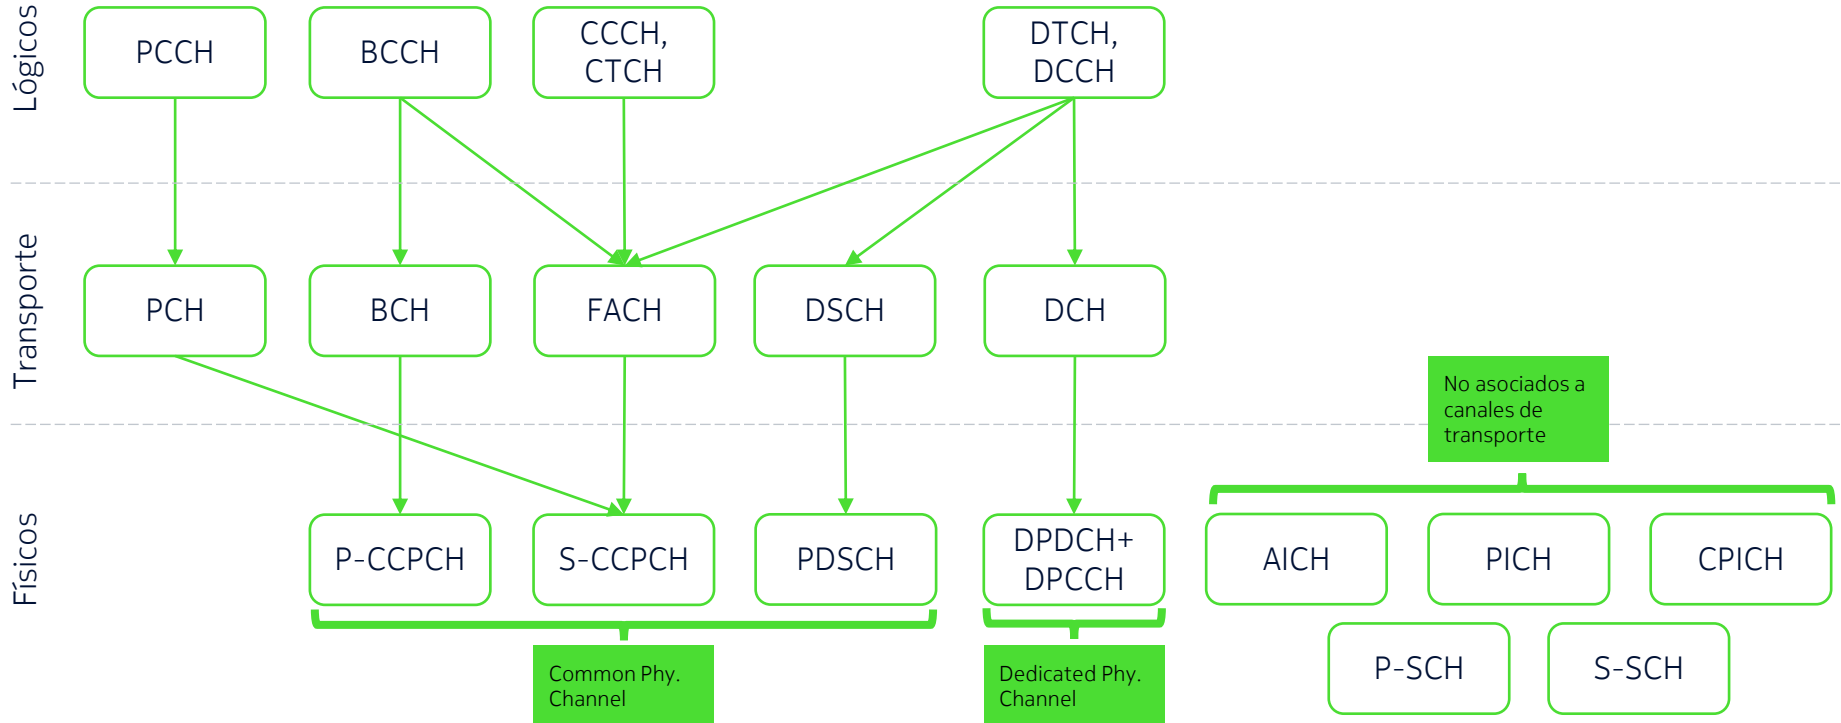 Lógicos
PCCH
BCCH
CCCH,
CTCH
DTCH,
DCCH
Transporte
PCH
BCH
FACH
DSCH
DCH
No asociados a
canales de
transporte
Físicos
P-CCPCH
S-CCPCH
PDSCH
DPDCH+
DPCCH
AICH
PICH
CPICH
P-SCH
S-SCH
Common Phy.
Channel
Dedicated Phy.
Channel